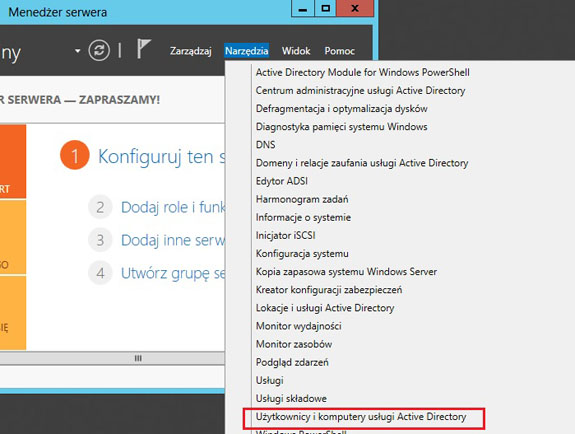 Menedżer serwera
ny
Zarządzaj Narzędzia Widok Pomoc
R SERWERA — ZAPRASZAMY!
1 Konfiguruj ten s
RT
2 Dodaj role i funk
3 Dodaj inne serw
GO
4 Utwórz grupę se
IĘ
Active Directory Module for Windows PowerShell
Centrum administracyjne usługi Active Directory
Defragmentacja i optymalizacja dysków
Diagnostyka pamięci systemu Windows
DNS
Domeny i relacje zaufania usługi Active Directory
Edytor ADSI
Harmonogram zadań
Informacje o systemie
Inicjator iSCSI
Konfiguracja systemu
Kopia zapasowa systemu Windows Server
Kreator konfiguracji zabezpieczeń
Lokacje i usługi Active Directory
Monitor wydajności
Monitor zasobów
Podgląd zdarzeń
Usługi
Usługi składowe
Użytkownicy i komputery usługi Active Directory
Windows PowerShell